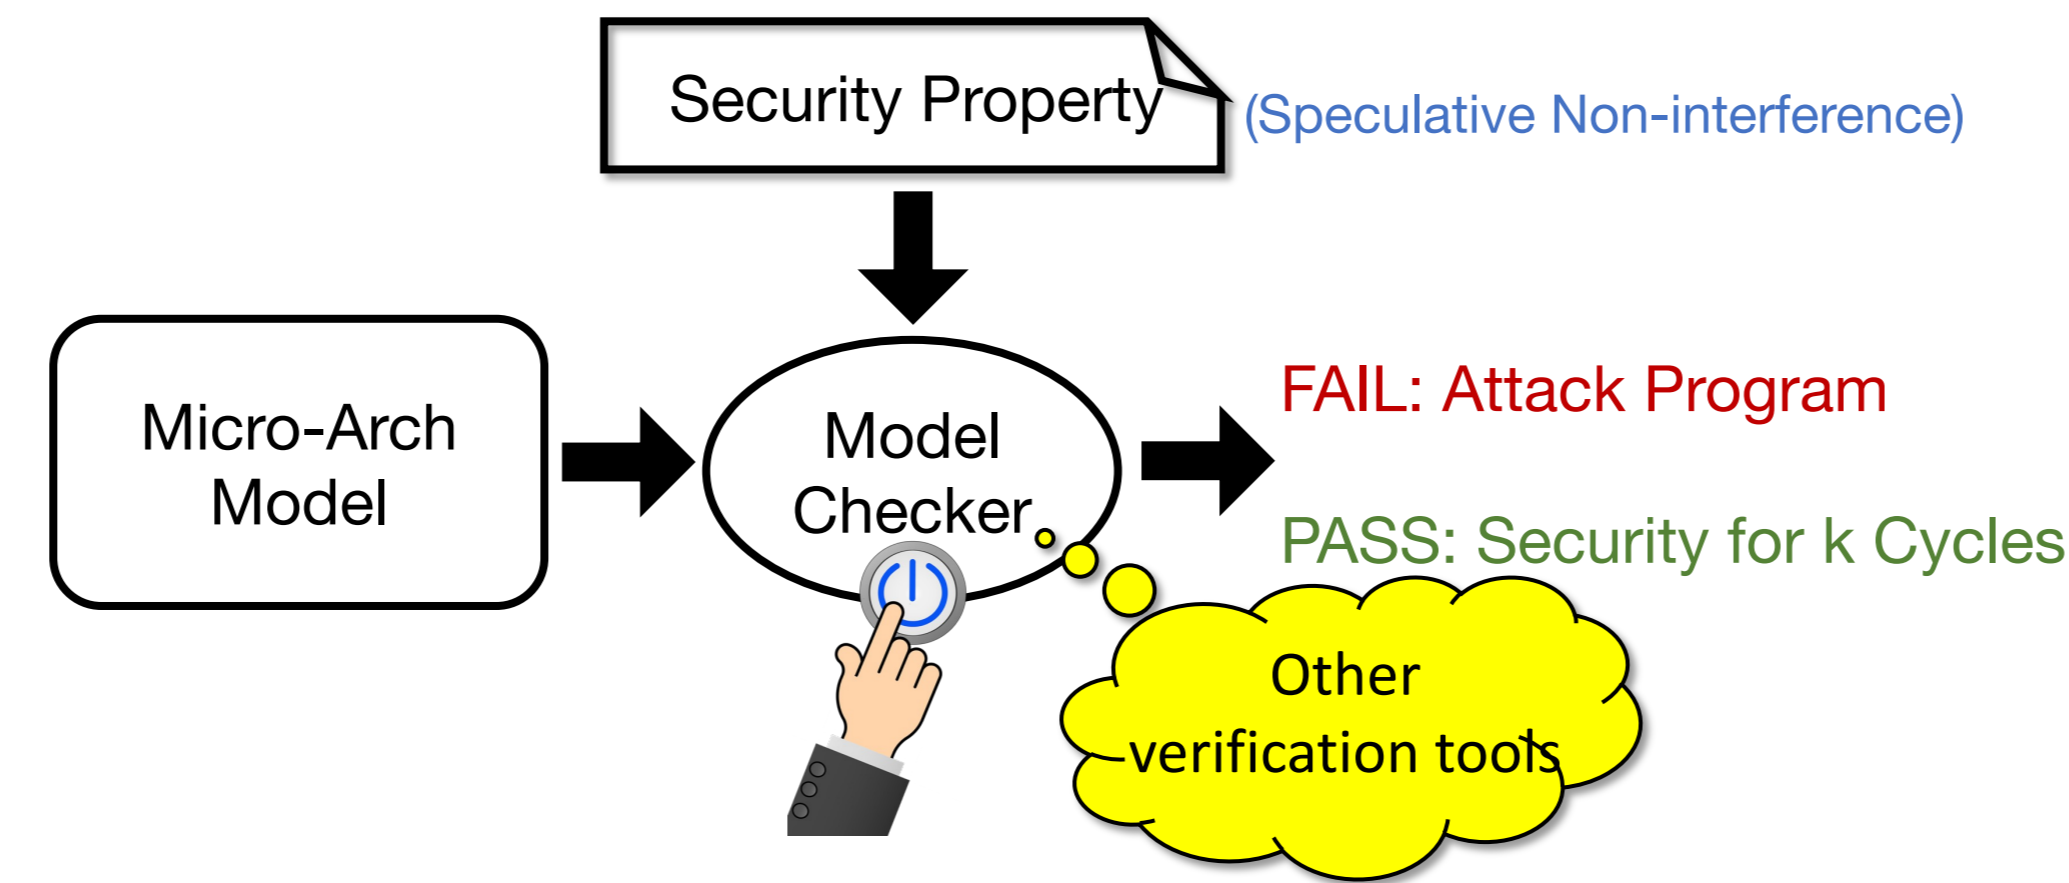 Security Property
(Speculative Non-interference)
Micro-Arch
Model
Model
Checker
FAIL: Attack Program
PASS: Security for k Cycles
Other
verification tools